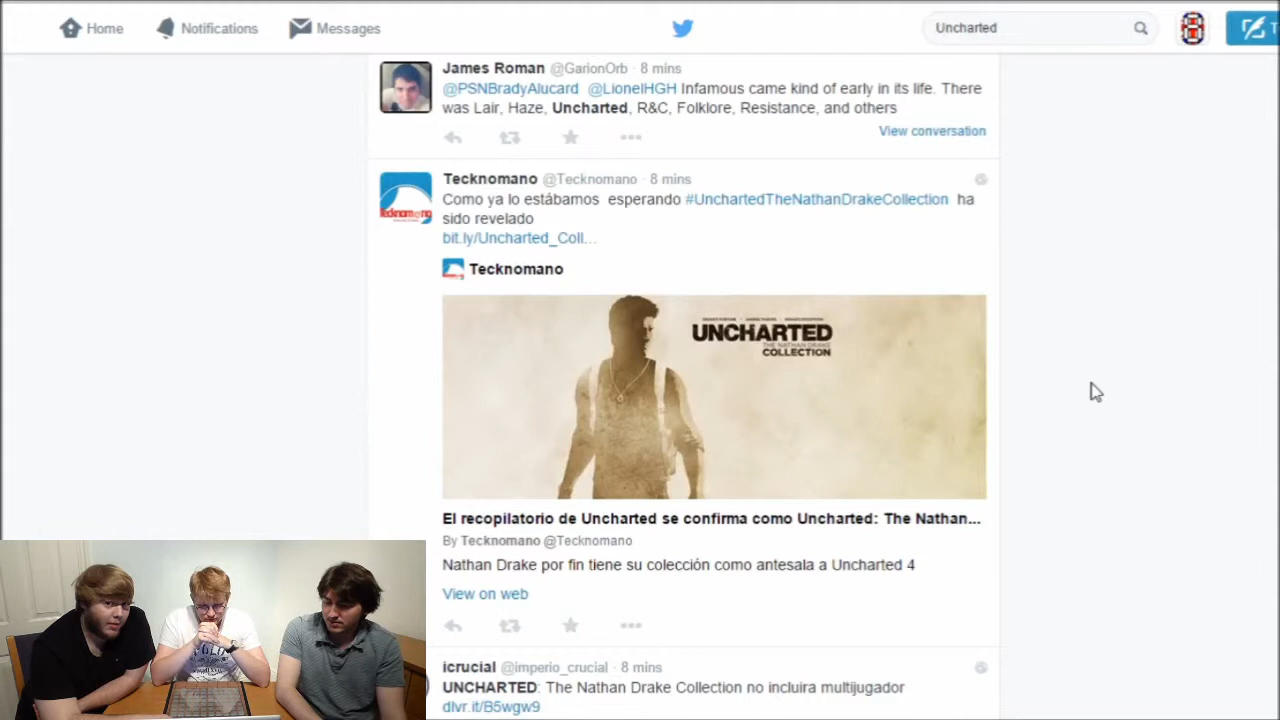 Home
Notifications
Messages
Uncharted
James Roman @GarionOrb · 8 mins
@PSNBradyAlucard @LionelHGH Infamous came kind of early in its life. There
was Lair, Haze, Uncharted, R&C, Folklore, Resistance, and others
View conversation
Tecknomano @Tecknomano · 8 mins
Como ya lo estábamos esperando #UnchartedTheNathanDrakeCollection ha
sido revelado
bit.ly/Uncharted_Coll...
Tecknomano
UNCHARTED
THE NATHAN DRAKE
COLLECTION
El recopilatorio de Uncharted se confirma como Uncharted: The Nathan...
By Tecknomano @Tecknomano
Nathan Drake por fin tiene su colección como antesala a Uncharted 4
View on web
icrucial @imperio_crucial · 8 mins
UNCHARTED: The Nathan Drake Collection no incluira multijugador
dlvr.it/B5wgw9